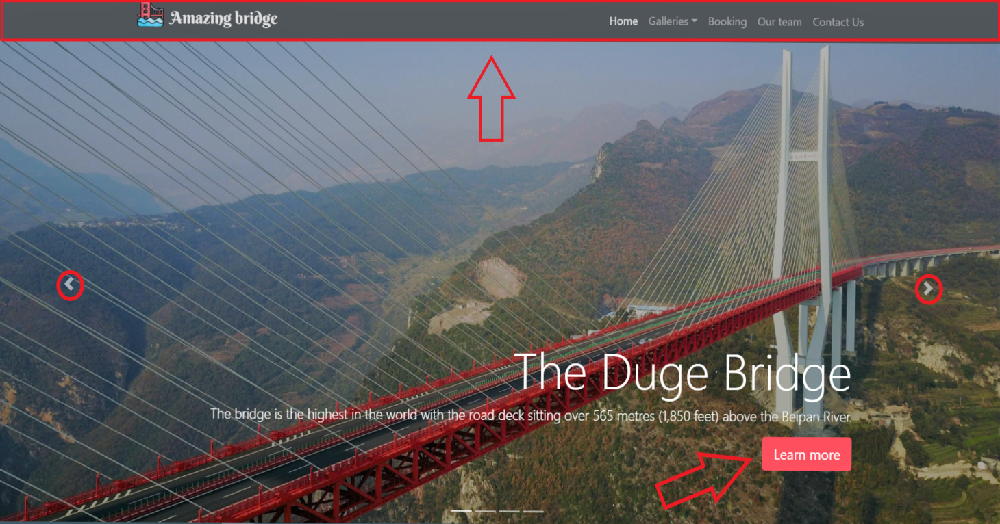 Amazing bridge
Home Galleries Booking Our team Contact Us
The Duge Bridge
The bridge is the highest in the world with the road deck sitting over 565 metres (1,850 feet) above the Beipan River.
Learn more